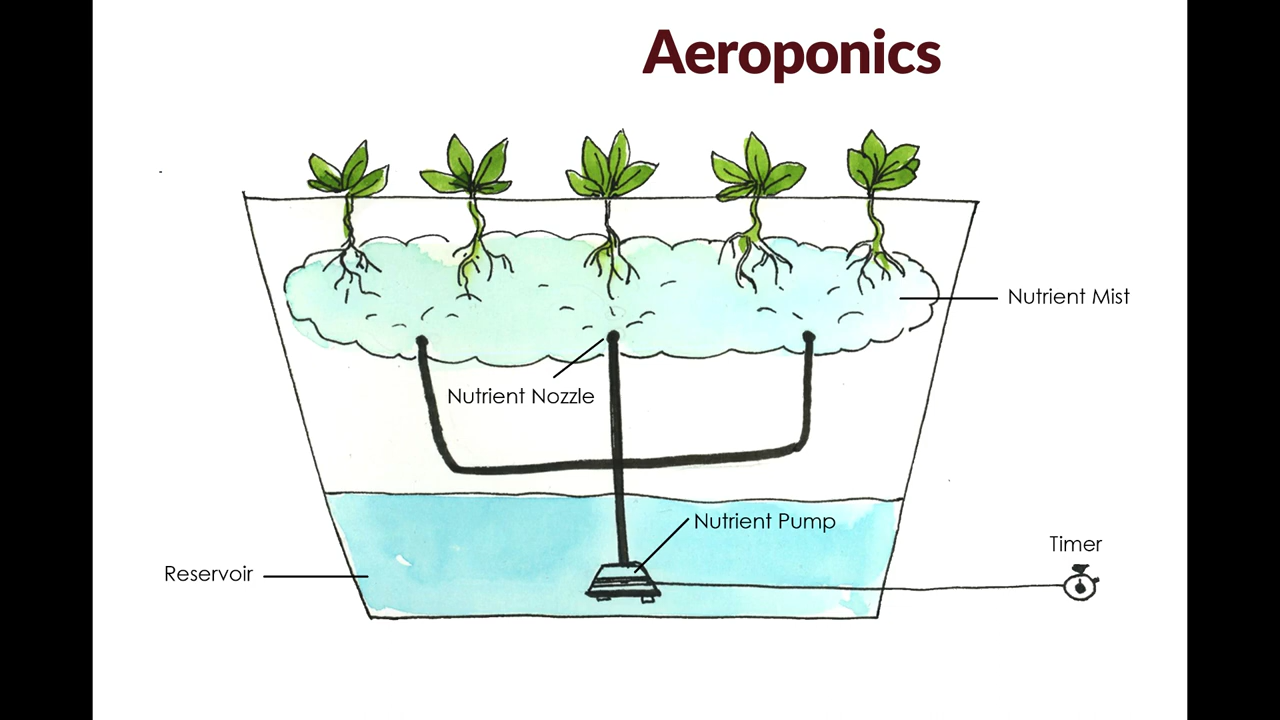 Aeroponics
Nutrient Mist
Nutrient Nozzle
Nutrient Pump
Timer
Reservoir